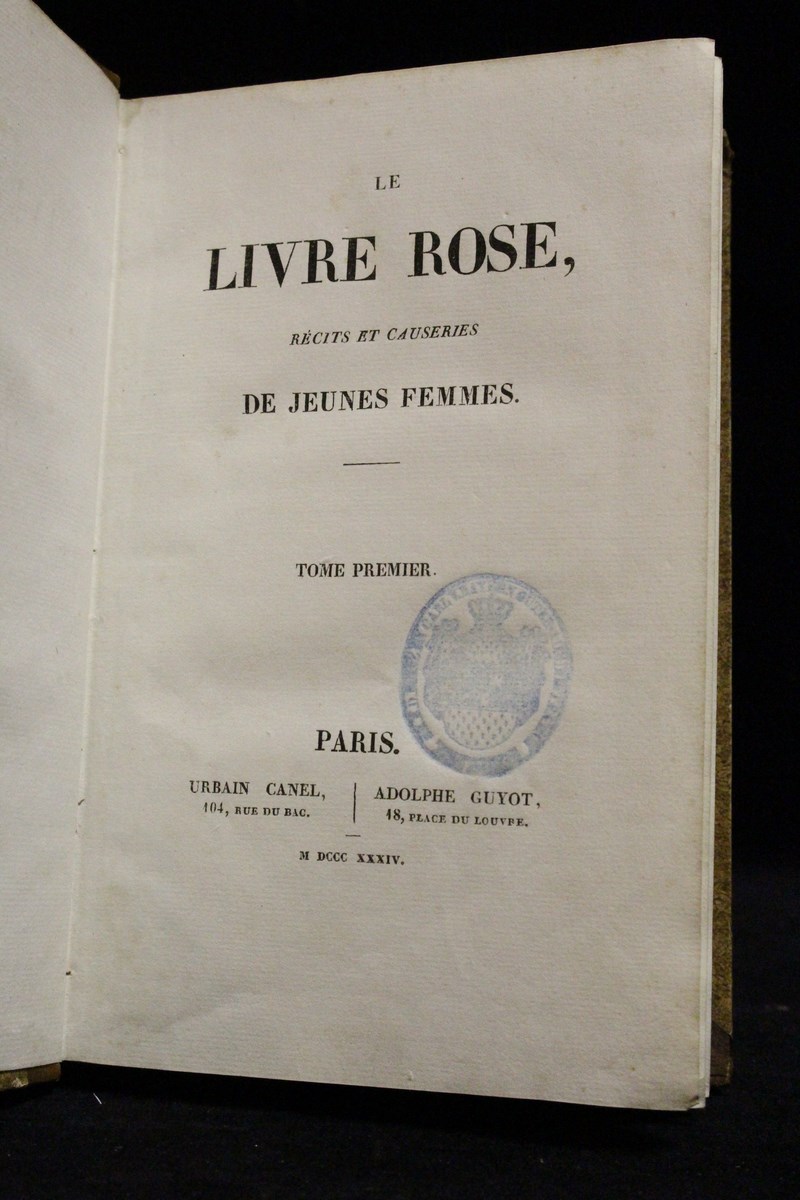 LE
LIVRE ROSE,
RÉCITS ET CAUSERIES
DE JEUNES FEMMES.
TOME PREMIER.
PARIS.
URBAIN CANEL,
104, RUE DU BAC.
ADOLPHE GUYOT,
18, PLACE DU LOUVRE.
M DCCC XXXIV.